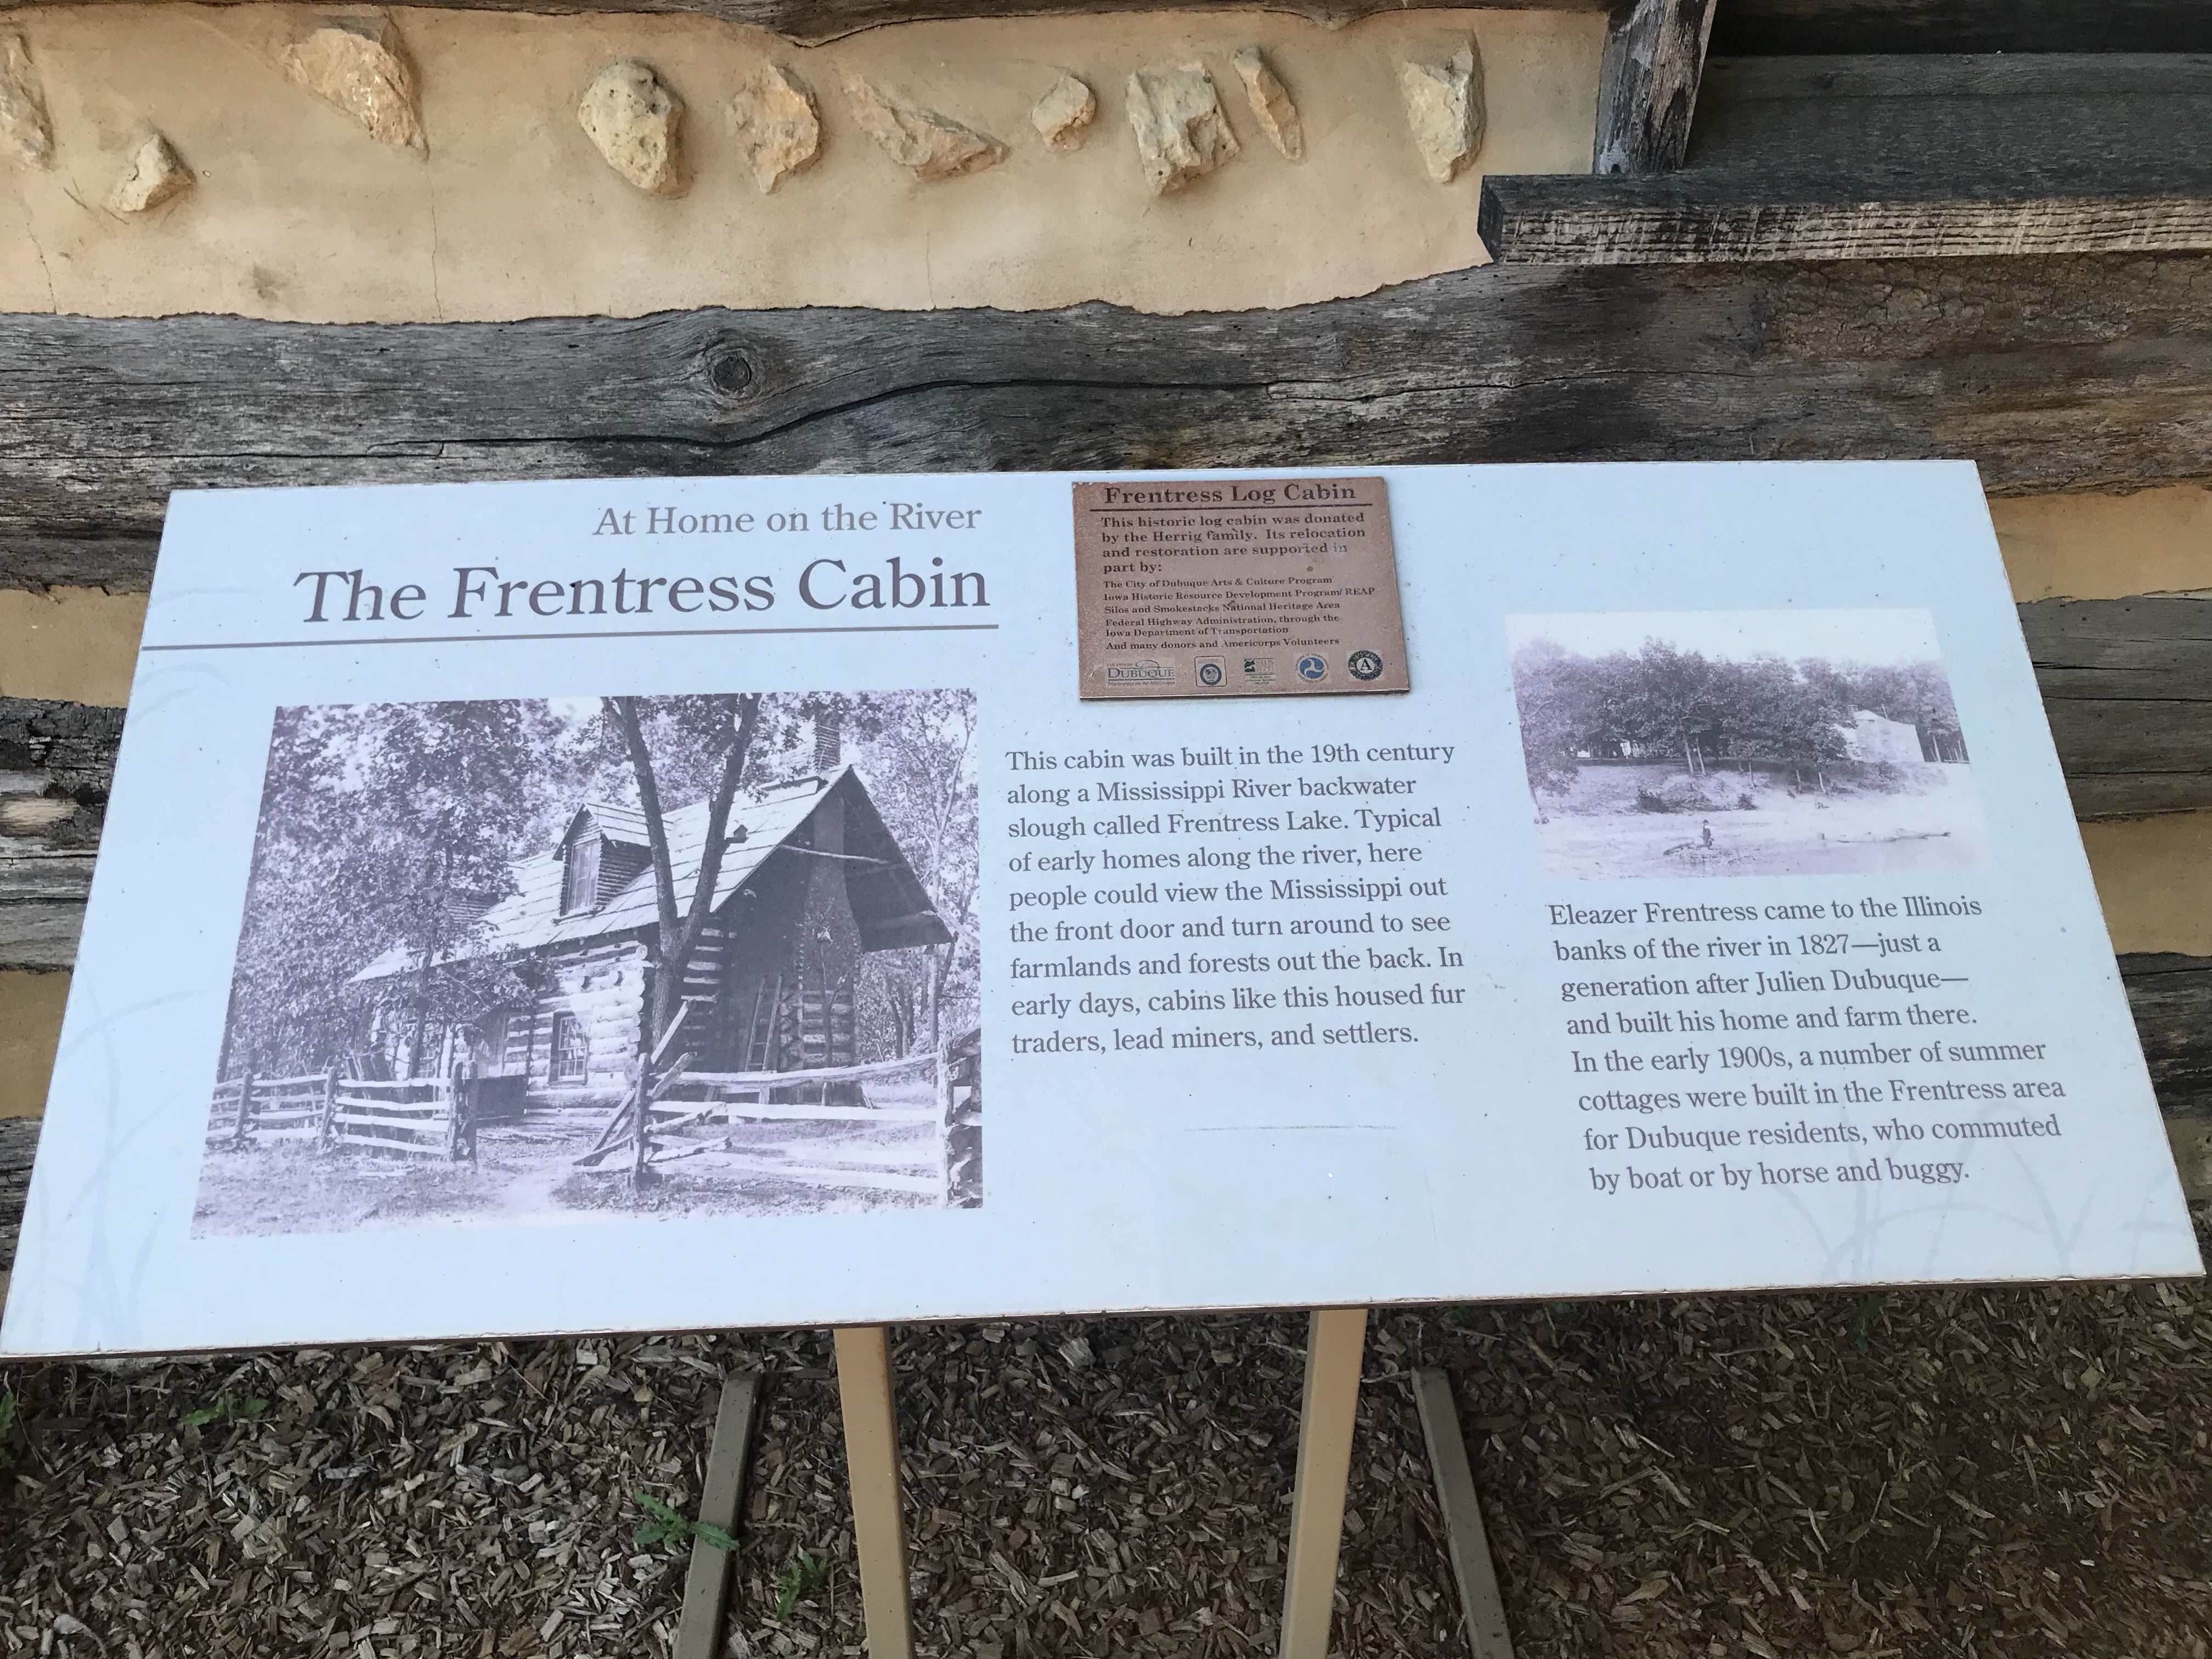 At Home on the River
The Frentress Cabin
Frentress Log Cabin
This historic log cabin was donated
by the Herrig family. Its relocation
and restoration are supported in
part by:
The City of Dubuque Arts & Culture Program
Iowa Historic Resource Development Program/ REAP
Silos and Smokestacks National Heritage Area
Federal Highway Administration, through the
Iowa Department of Transportation
And many donors and Americorps Volunteers
DUBUQUE
A
This cabin was built in the 19th century
along a Mississippi River backwater
slough called Frentress Lake. Typical
of early homes along the river, here
people could view the Mississippi out
the front door and turn around to see
farmlands and forests out the back. In
early days, cabins like this housed fur
traders, lead miners, and settlers.
Eleazer Frentress came to the Illinois
banks of the river in 1827—just a
generation after Julien Dubuque—
and built his home and farm there.
In the early 1900s, a number of summer
cottages were built in the Frentress area
for Dubuque residents, who commuted
by boat or by horse and buggy.